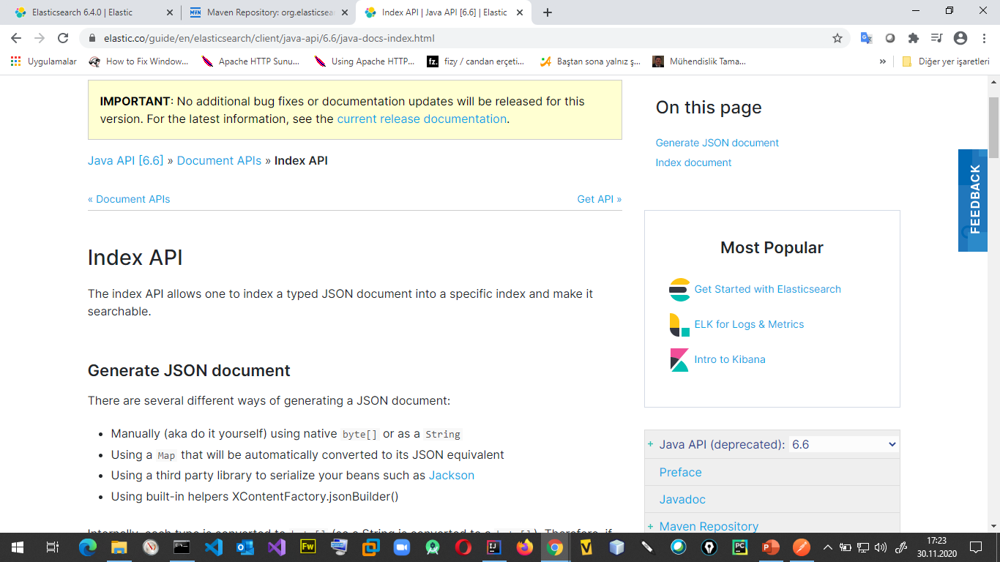 Elasticsearch 6.4.0 | Elastic
Maven Repository: org.elasticsear
Index API | Java API [6.6] | Elastic
elastic.co/guide/en/elasticsearch/client/java-api/6.6/java-docs-index.html
Uygulamalar
How to Fix Window...
Apache HTTP Sunu...
Using Apache HTTP...
fizy / candan erçeti...
Baştan sona yalnız ş...
Mühendislik Tama...
»
Diğer yer işaretleri
IMPORTANT: No additional bug fixes or documentation updates will be released for this
version. For the latest information, see the current release documentation.
Java API [6.6] » Document APIs » Index API
« Document APIs
Get API »
Index API
The index API allows one to index a typed JSON document into a specific index and make it
searchable.
Generate JSON document
There are several different ways of generating a JSON document:
• Manually (aka do it yourself) using native byte[] or as a String
• Using a Map that will be automatically converted to its JSON equivalent
• Using a third party library to serialize your beans such as Jackson
• Using built-in helpers XContentFactory.jsonBuilder()
Internally, each type is converted to byte[] (so a String is converted to a byte[]). Therefore, if
On this page
Generate JSON document
Index document
FEEDBACK
Most Popular
Get Started with Elasticsearch
ELK for Logs & Metrics
Intro to Kibana
+ Java API (deprecated): 6.6
Preface
Javadoc
+ Maven Repository
17:23
30.11.2020